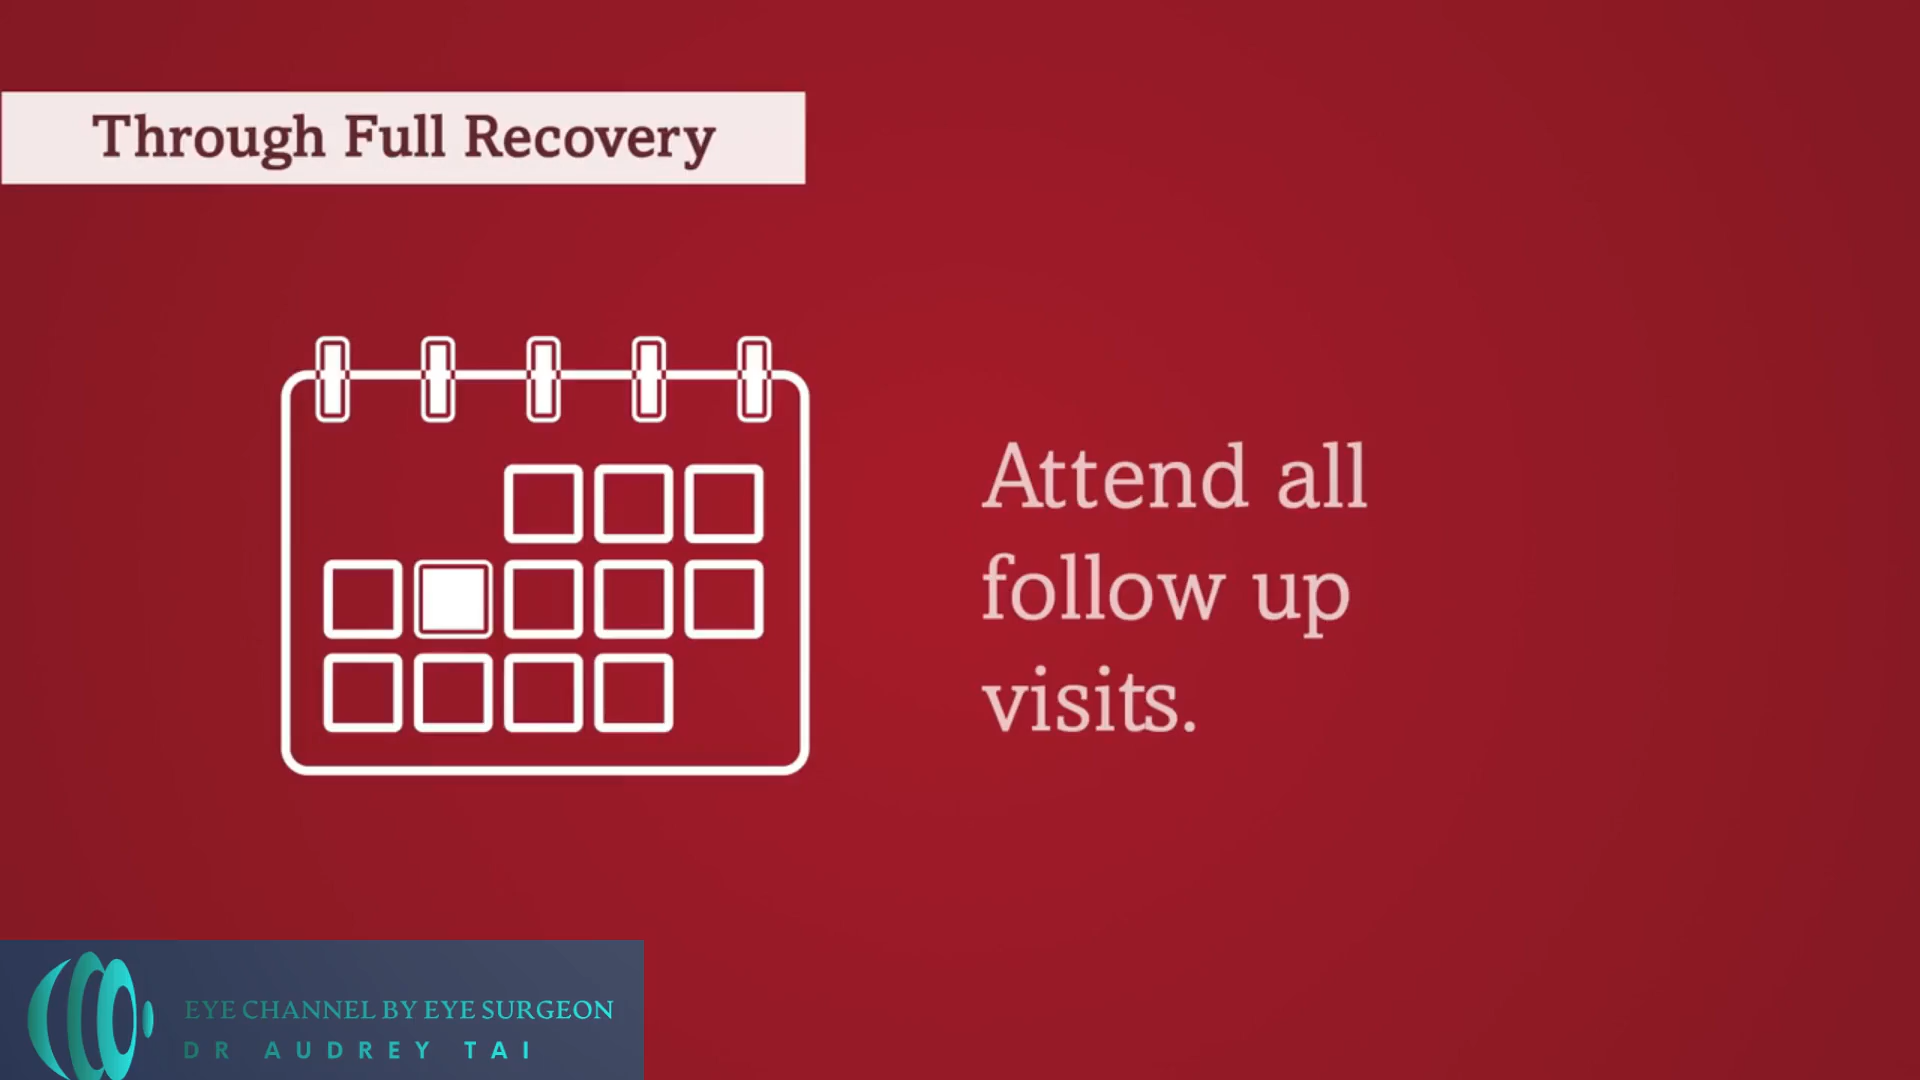 Through Full Recovery
Attend all
follow up
visits.
EYE CHANNEL BY EYE SURGEON
DR AUDREY TAI